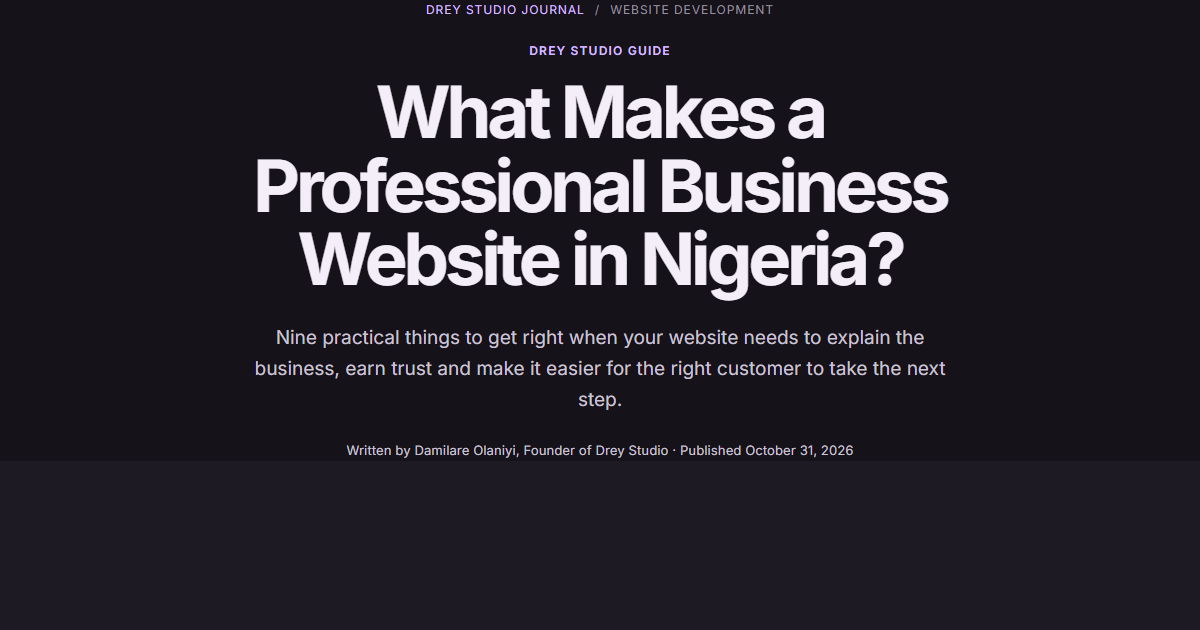 DREY STUDIO JOURNAL / WEBSITE DEVELOPMENT
DREY STUDIO GUIDE
What Makes a
Professional Business
Website in Nigeria?
Nine practical things to get right when your website needs to explain the
business, earn trust and make it easier for the right customer to take the next
step.
Written by Damilare Olaniyi, Founder of Drey Studio · Published October 31, 2026